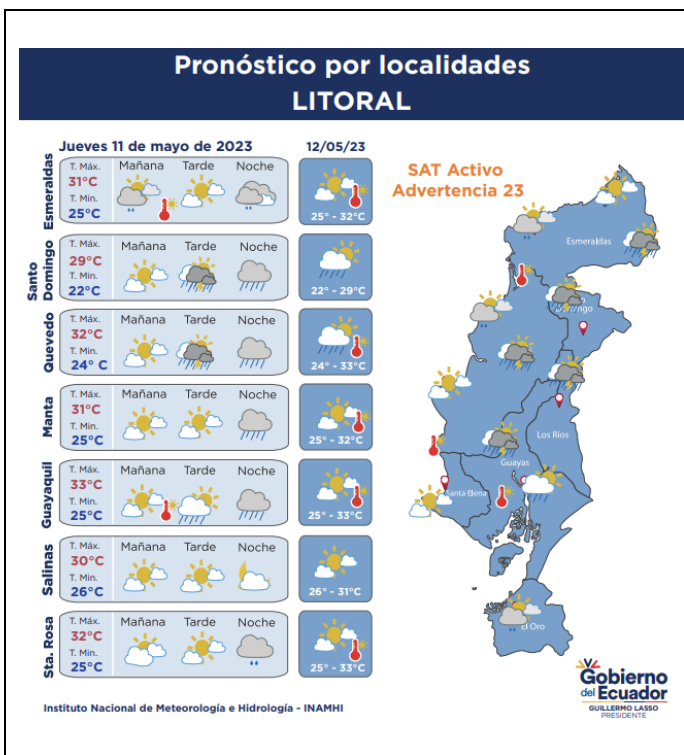 Pronóstico por localidades
LITORAL
Jueves 11 de mayo de 2023
12/05/23
SAT Activo
Advertencia 23
Esmeraldas
T. Máx.
31°C
T. Min.
25°C
Mañana Tarde Noche
25° - 32°C
Santo
Domingo
T. Máx.
29°C
T. Min.
22°C
Mañana Tarde Noche
22° - 29°C
Quevedo
T. Máx.
32°C
T. Min.
24° C
Mañana Tarde Noche
24° - 33°C
Manta
T. Máx.
31°C
T. Min.
25°C
Mañana Tarde Noche
25° - 32°C
Guayaquil
T. Máx.
33°C
T. Min.
25°C
Mañana Tarde Noche
25° - 33°C
Salinas
T. Máx.
30°C
T. Min.
26°C
Mañana Tarde Noche
26° - 31°C
Sta. Rosa
T. Máx.
32°C
T. Min.
25°C
Mañana Tarde Noche
25° - 33°C
Esmeraldas
Domingo
Los Ríos
Guayas
Santa Elena
El Oro
Instituto Nacional de Meteorología e Hidrología - INAMHI
Gobierno
del Ecuador
GUILLERMO LASSO
PRESIDENTE